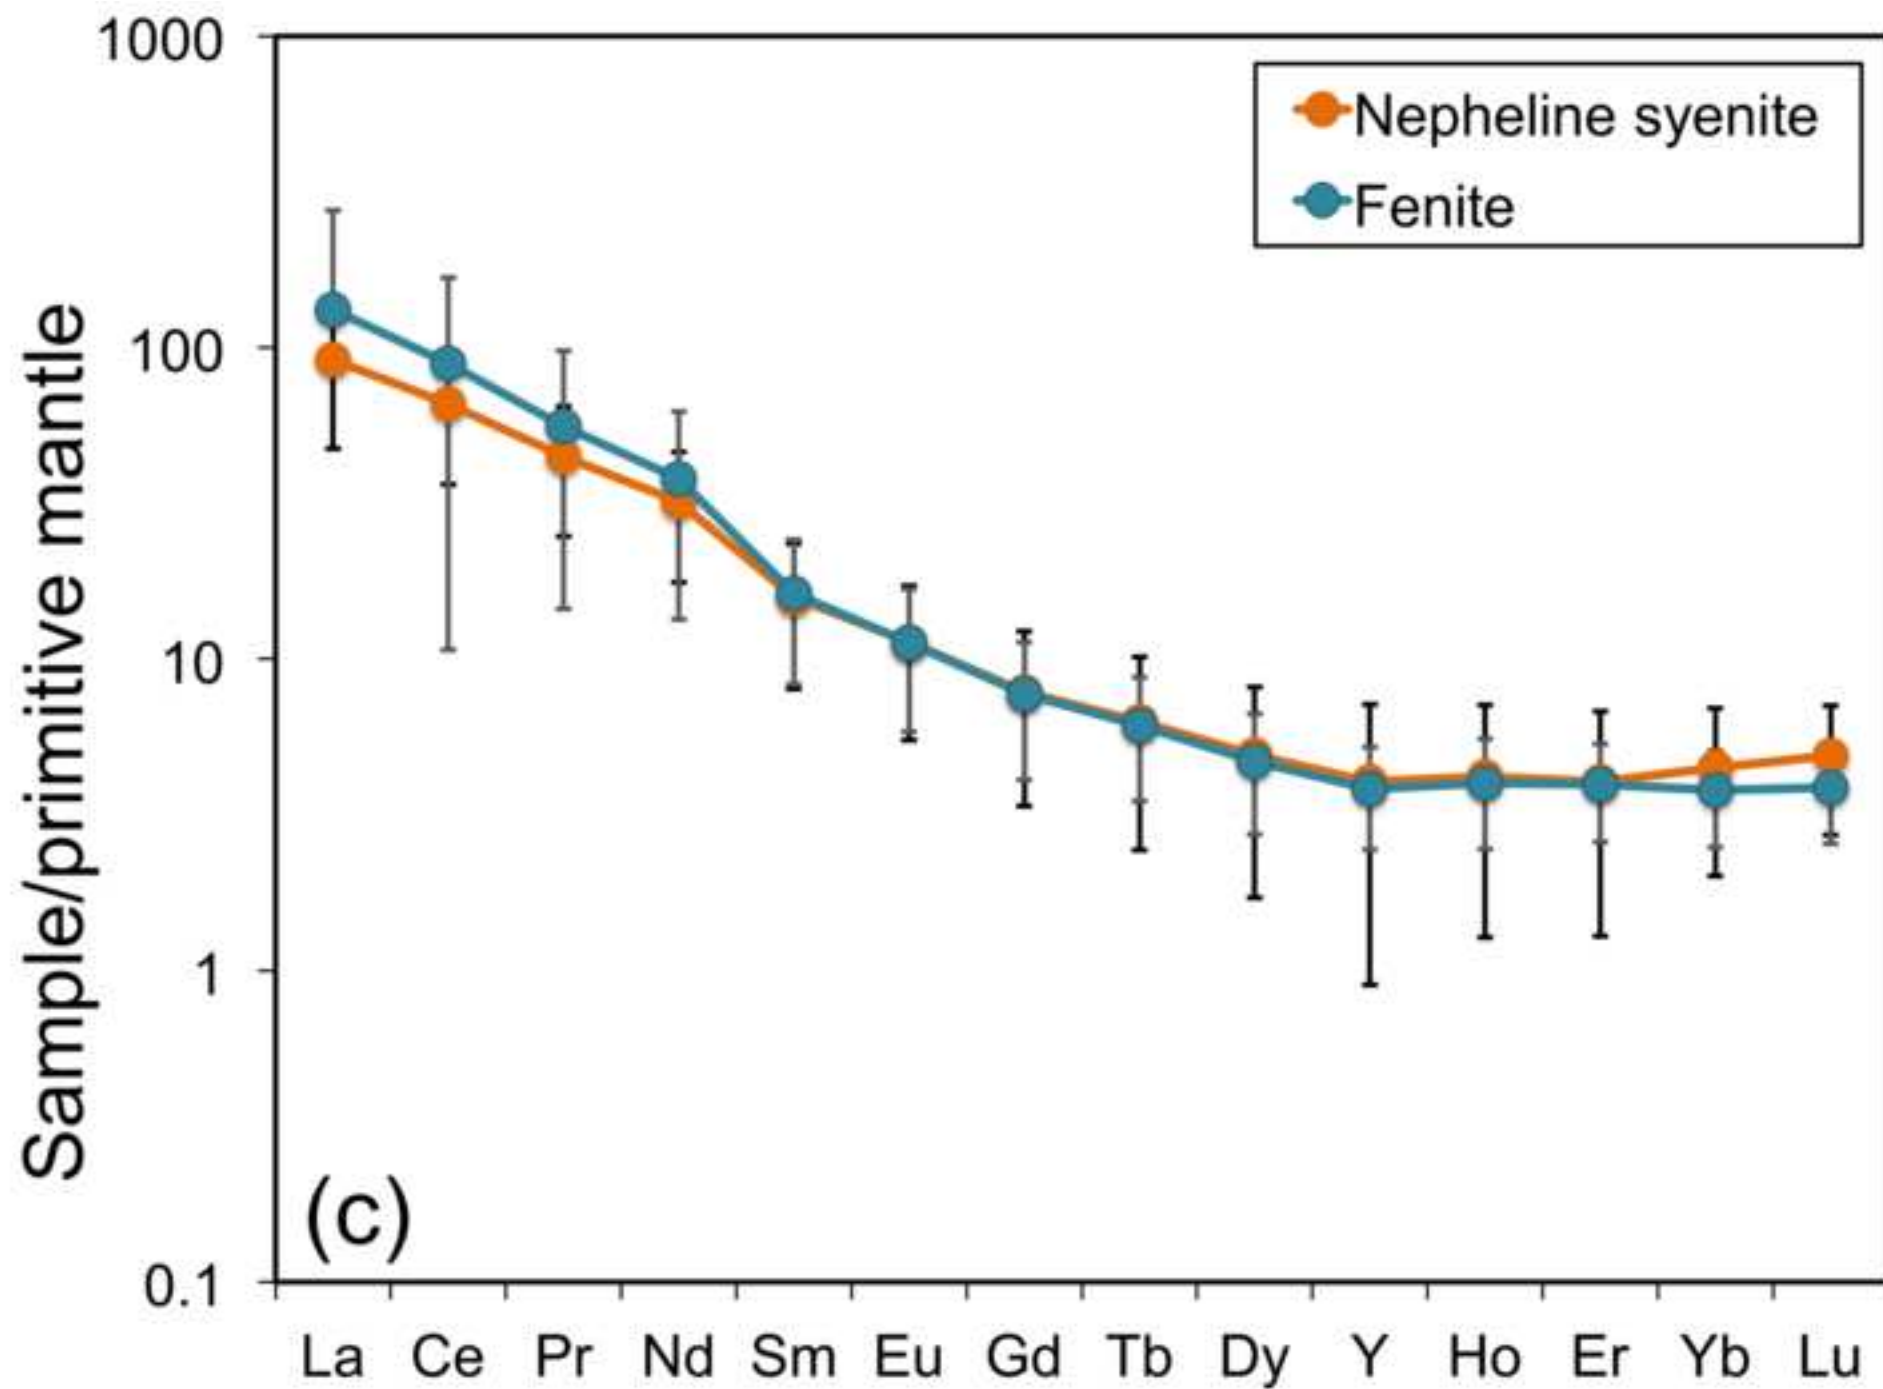 1000
100
10
1
0.1
Sample/primitive mantle
Nepheline syenite
Fenite
(c)
La Ce Pr Nd Sm Eu Gd Tb Dy Y Ho Er Yb Lu